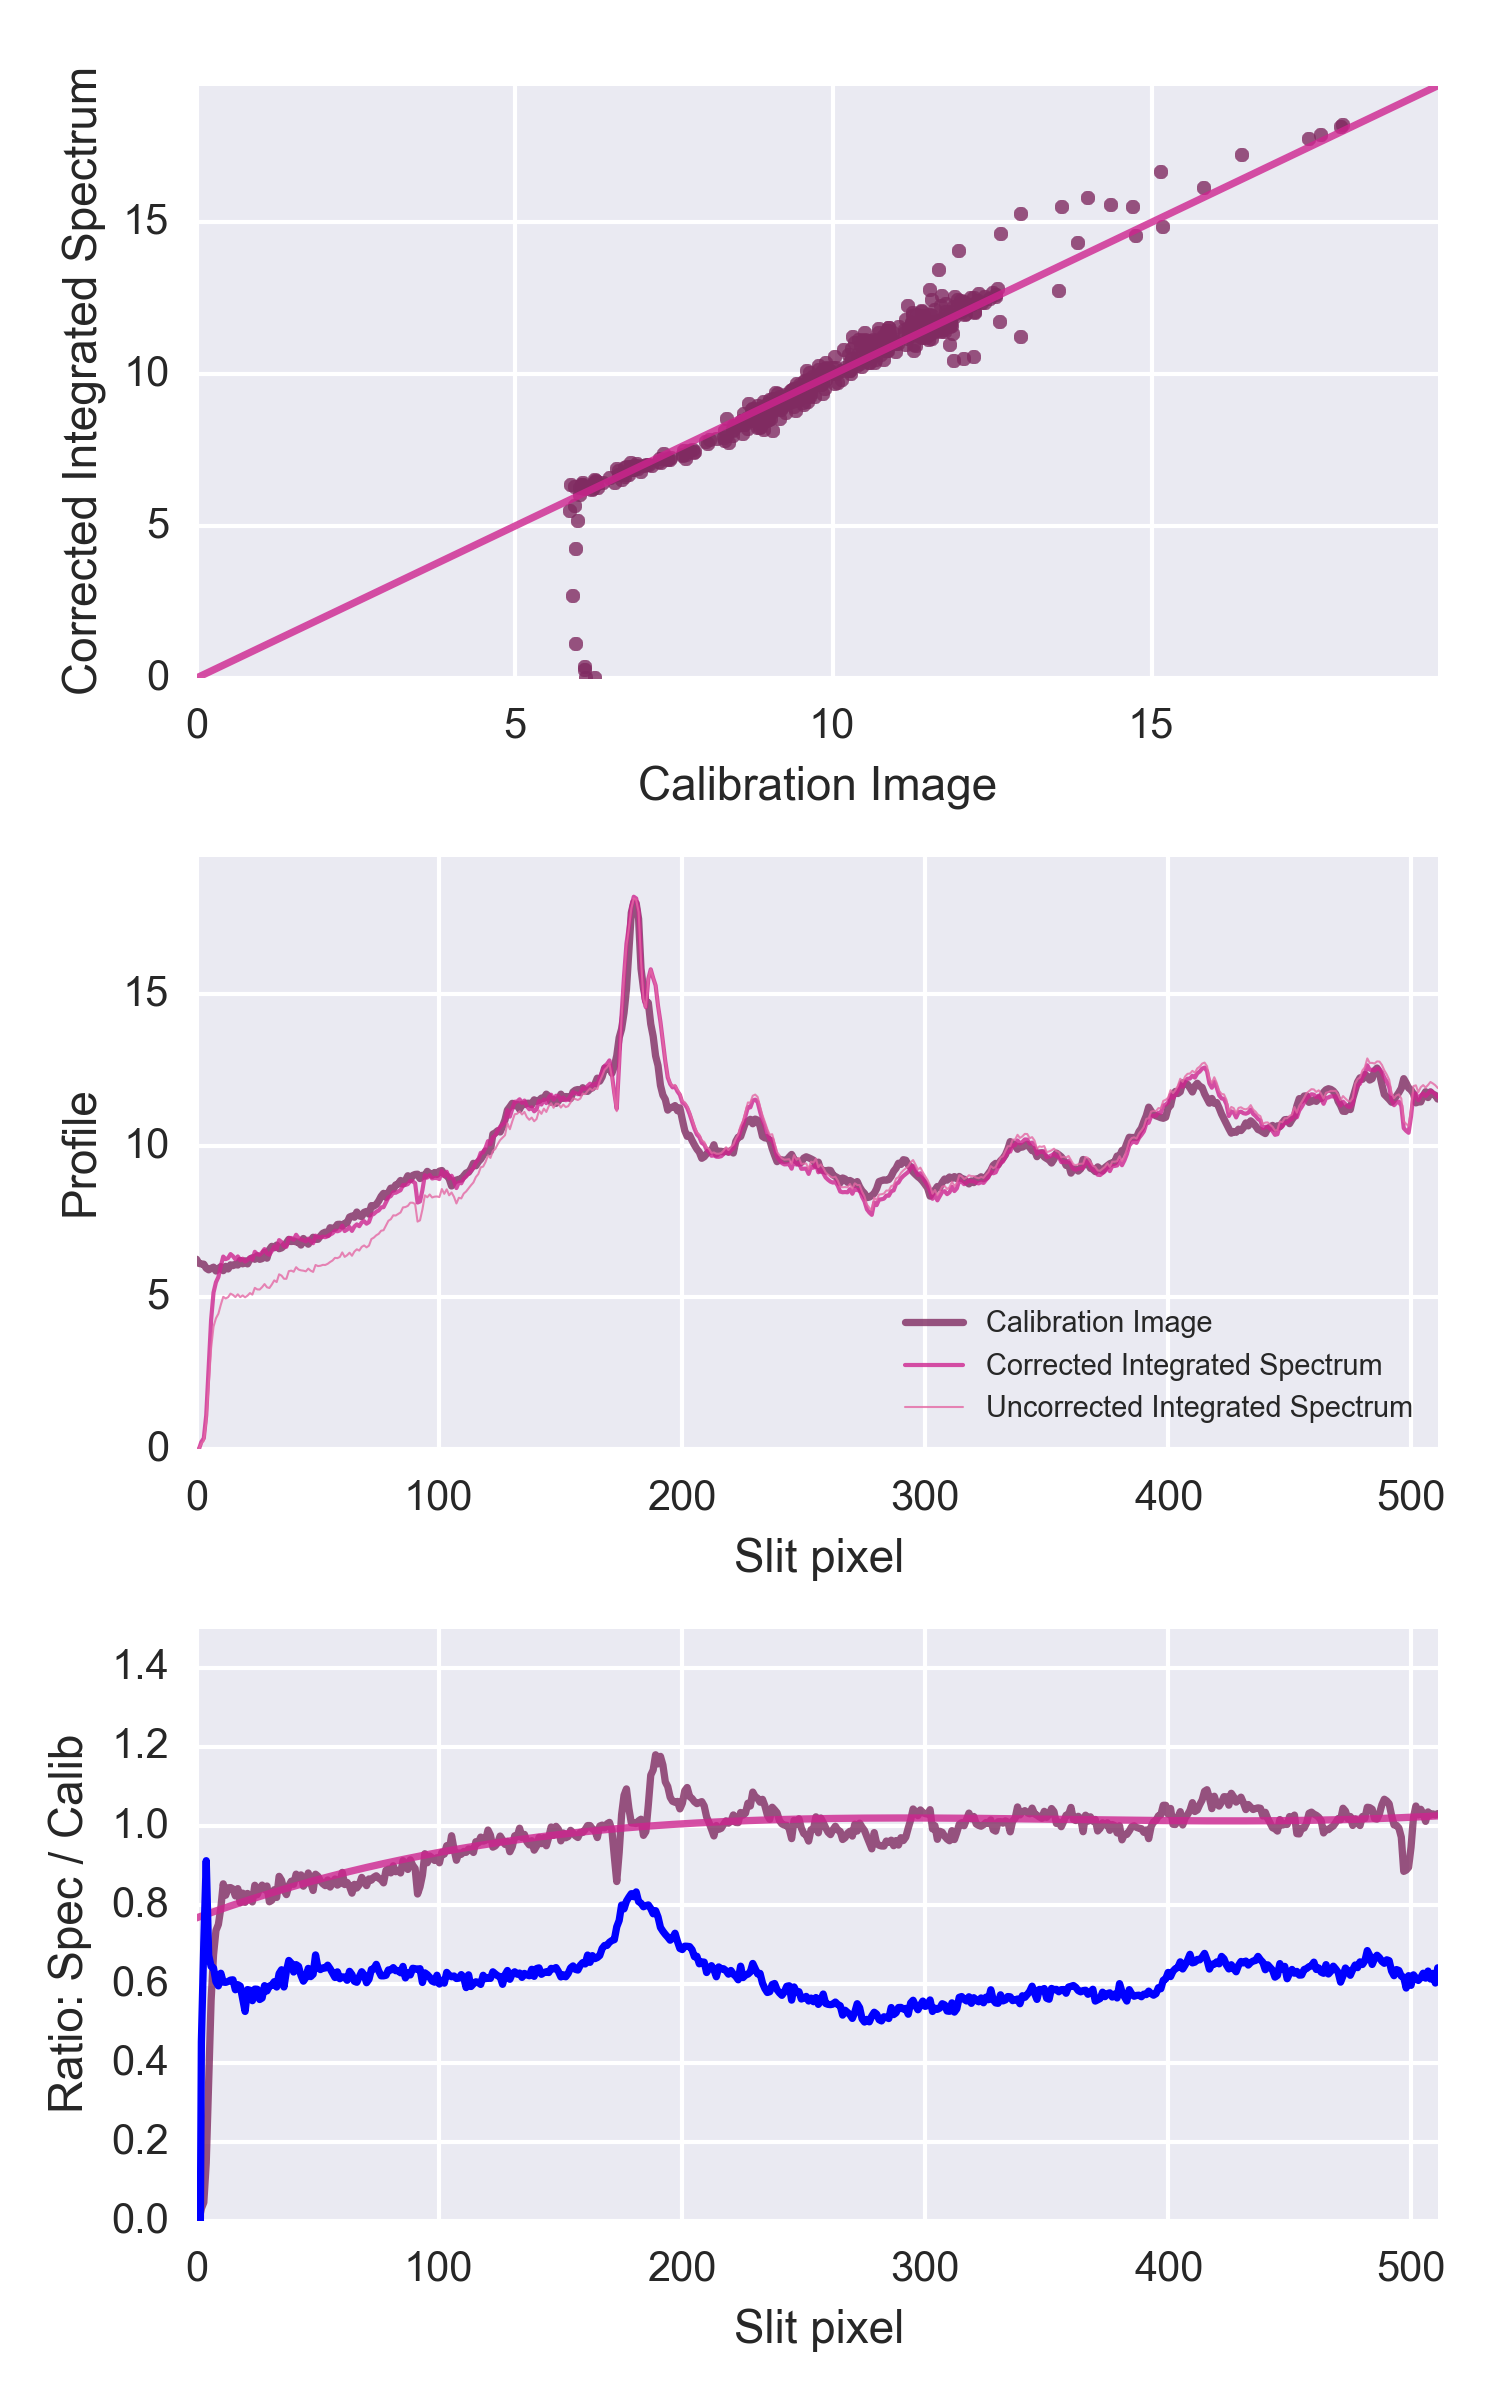 Corrected Integrated Spectrum
15
10
5
0
0 5 10 15
Calibration Image
Profile
15
10
5
0
Calibration Image
Corrected Integrated Spectrum
Uncorrected Integrated Spectrum
0 100 200 300 400 500
Slit pixel
Ratio: Spec / Calib
1.4
1.2
1.0
0.8
0.6
0.4
0.2
0.0
0 100 200 300 400 500
Slit pixel